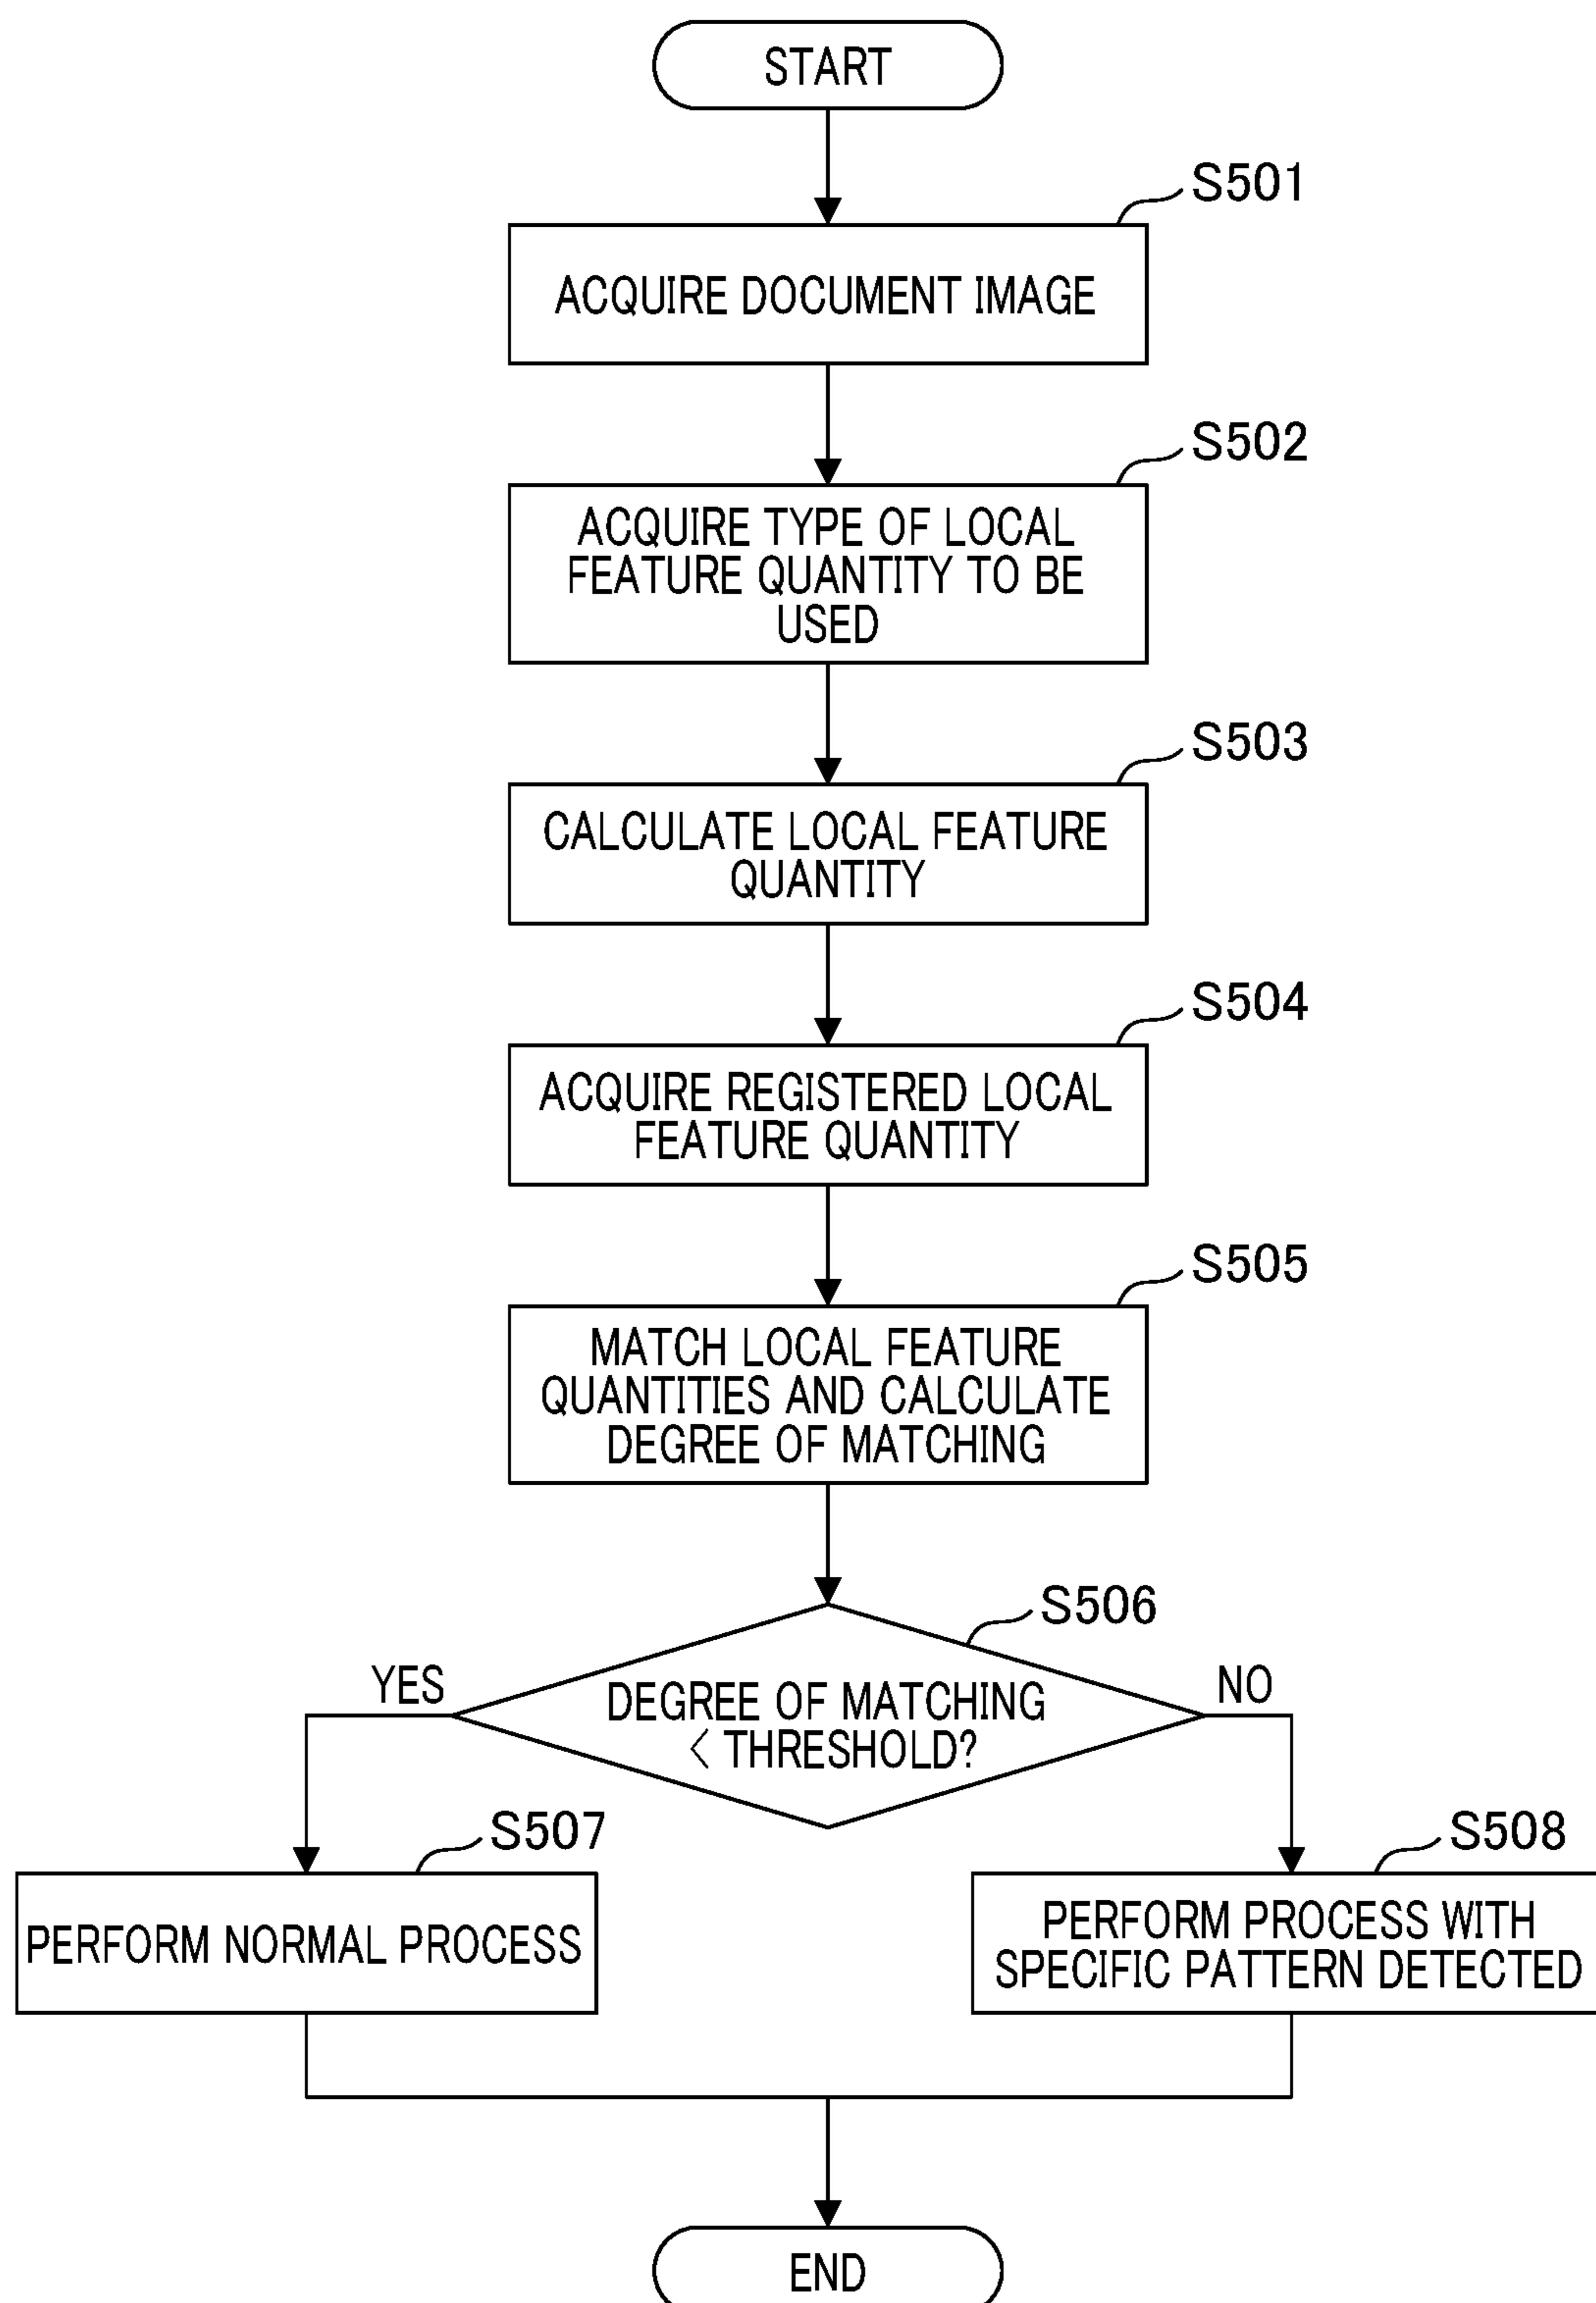 START
S501
ACQUIRE DOCUMENT IMAGE
S502
ACQUIRE TYPE OF LOCAL
FEATURE QUANTITY TO BE
USED
S503
CALCULATE LOCAL FEATURE
QUANTITY
S504
ACQUIRE REGISTERED LOCAL
FEATURE QUANTITY
S505
MATCH LOCAL FEATURE
QUANTITIES AND CALCULATE
DEGREE OF MATCHING
S506
YES
NO
DEGREE OF MATCHING
< THRESHOLD?
S507
PERFORM NORMAL PROCESS
S508
PERFORM PROCESS WITH
SPECIFIC PATTERN DETECTED
END